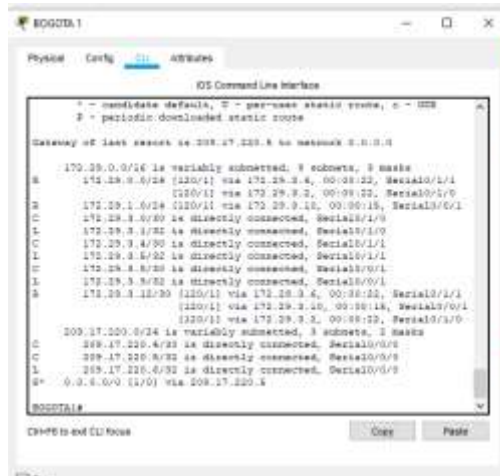 BOGOTA 1
Physical Config CLI Attributes
IOS Command Line Interface
* - candidate default, U - per-user static route, o - ODR
P - periodic downloaded static route
Gateway of last resort is 209.17.220.5 to network 0.0.0.0
172.29.0.0/16 is variably subnetted, 9 subnets, 3 masks
R 172.29.0.0/24 [120/1] via 172.29.3.6, 00:00:22, Serial0/1/1
[120/1] via 172.29.3.2, 00:00:22, Serial0/1/0
R 172.29.1.0/24 [120/1] via 172.29.3.10, 00:00:15, Serial0/0/1
C 172.29.3.0/30 is directly connected, Serial0/1/0
L 172.29.3.1/32 is directly connected, Serial0/1/0
C 172.29.3.4/30 is directly connected, Serial0/1/1
L 172.29.3.5/32 is directly connected, Serial0/1/1
C 172.29.3.8/30 is directly connected, Serial0/0/1
L 172.29.3.9/32 is directly connected, Serial0/0/1
R 172.29.3.12/30 [120/1] via 172.29.3.6, 00:00:22, Serial0/1/1
[120/1] via 172.29.3.10, 00:00:15, Serial0/0/1
[120/1] via 172.29.3.2, 00:00:22, Serial0/1/0
209.17.220.0/24 is variably subnetted, 3 subnets, 2 masks
C 209.17.220.4/30 is directly connected, Serial0/0/0
C is directly connected, Serial0/0/0
L 209.17.220.6/32 is directly connected, Serial0/0/0
S* 0.0.0.0/0 [1/0] via 209.17.220.5
BOGOTA1#
Ctrl+F6 to exit CLI focus
Copy Paste